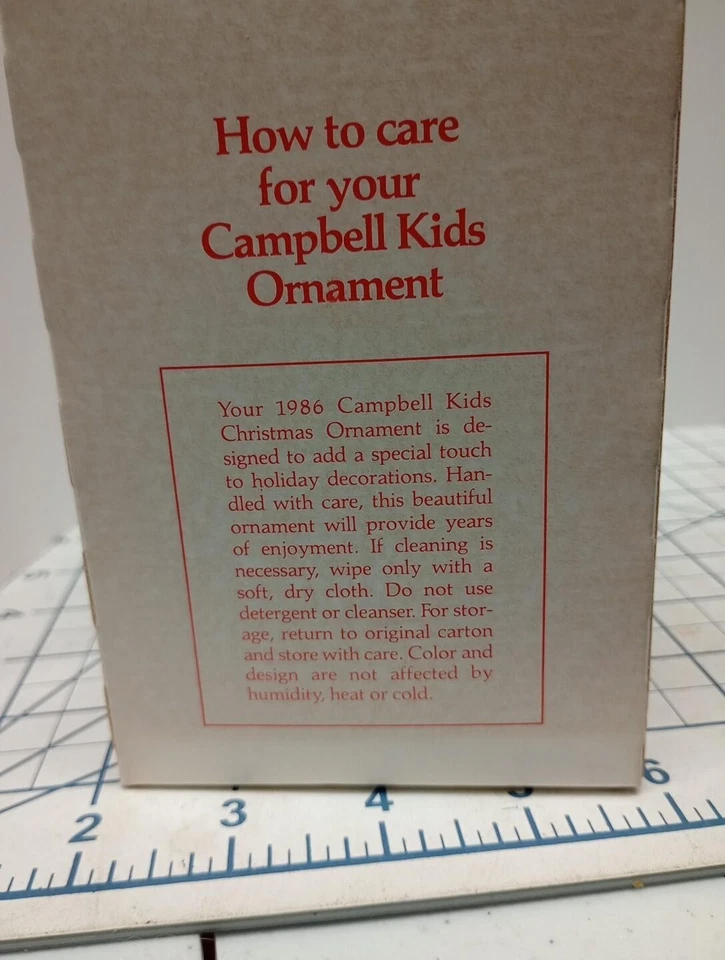 How to care
for your
Campbell Kids
Ornament
Your 1986 Campbell Kids
Christmas Ornament is de-
signed to add a special touch
to holiday decorations. Han-
dled with care, this beautiful
ornament will provide years
of enjoyment. If cleaning is
necessary, wipe only with a
soft, dry cloth. Do not use
detergent or cleanser. For stor-
age, return to original carton
and store with care. Color and
design are not affected by
humidity, heat or cold.
2 3 4 5 6